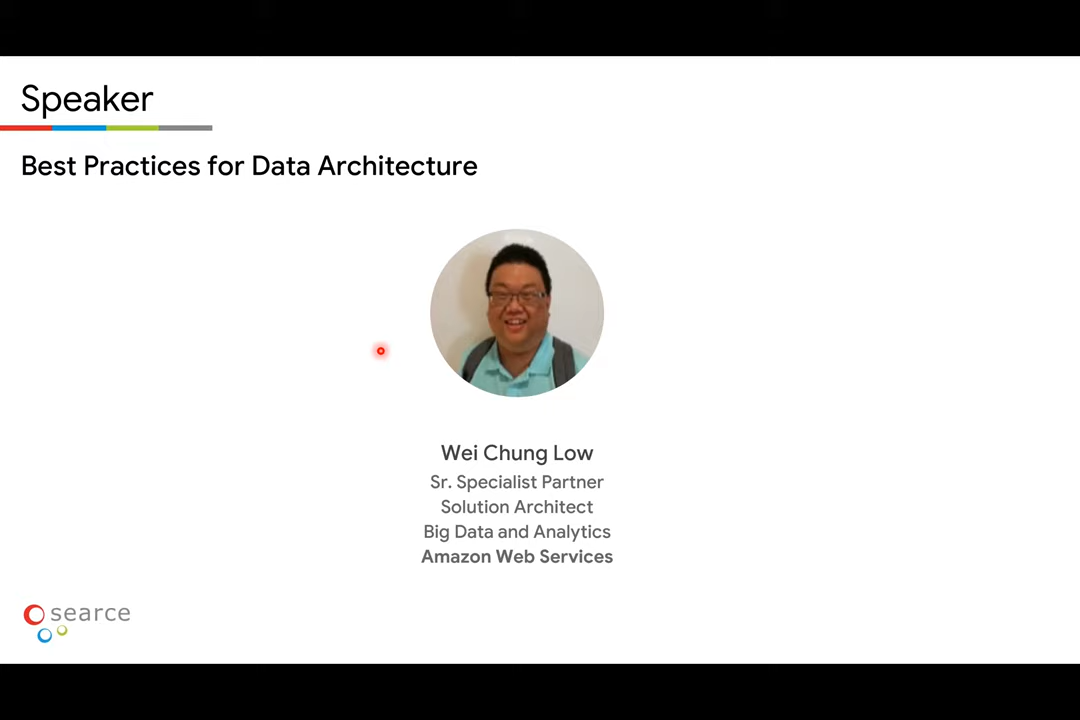 Speaker
Best Practices for Data Architecture
Wei Chung Low
Sr. Specialist Partner
Solution Architect
Big Data and Analytics
Amazon Web Services
searce